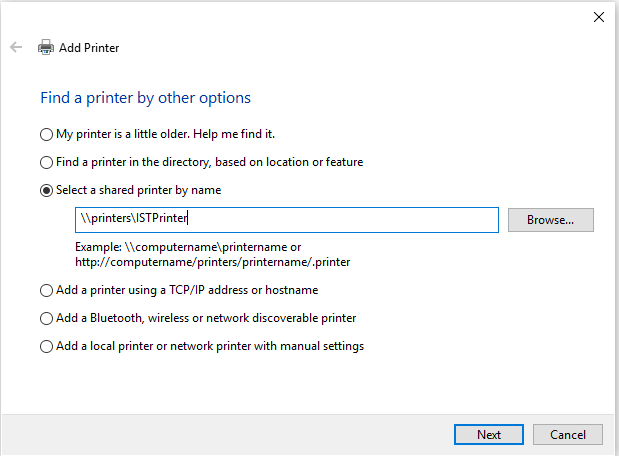 Add Printer
Find a printer by other options
My printer is a little older. Help me find it.
Find a printer in the directory, based on location or feature
Select a shared printer by name
\\printers\ISTPrinter
Browse...
Example: \\computername\printername or
http://computername/printers/printername/.printer
Add a printer using a TCP/IP address or hostname
Add a Bluetooth, wireless or network discoverable printer
Add a local printer or network printer with manual settings
Next
Cancel